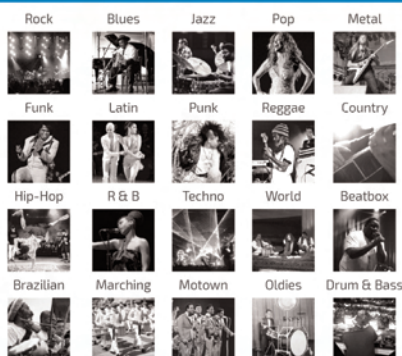 Rock Blues Jazz Pop Metal
Funk Latin Punk Reggae Country
Hip-Hop R & B Techno World Beatbox
Brazilian Marching Motown Oldies Drum & Bass